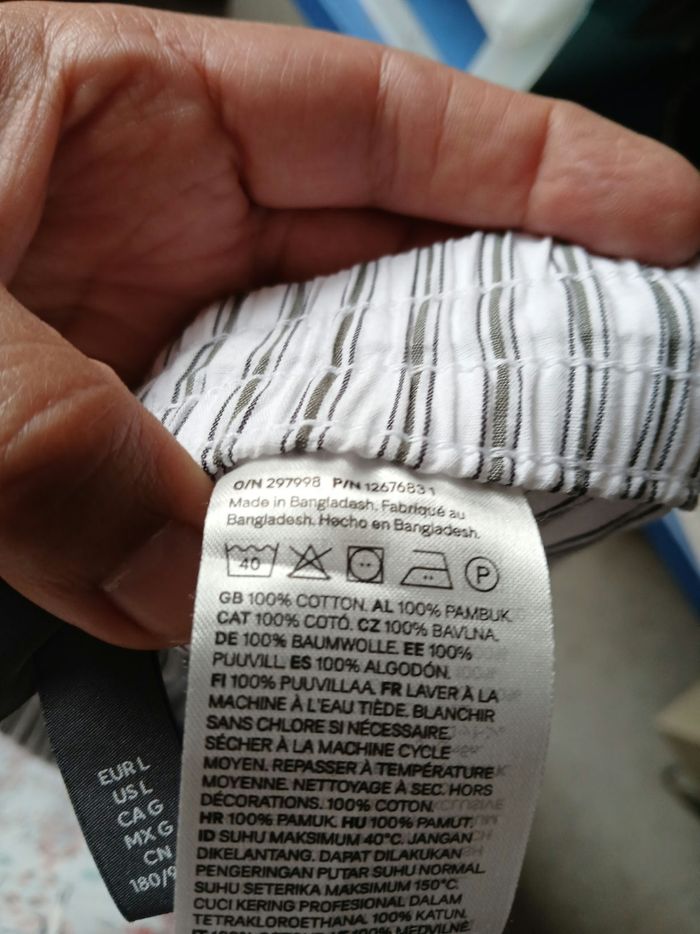 O/N 297998 P/N 1267683 1
Made in Bangladash. Fabriqué au
Bangladesh. Hecho en Bangladesh.
40
P
GB 100% COTTON. AL 100% PAMBUK.
CAT 100% COTÓ. CZ 100% BAVLNA.
DE 100% BAUMWOLLE. EE 100%
PUUVILL. ES 100% ALGODÓN.
FI 100% PUUVILLAA. FR LAVER À LA
MACHINE À L'EAU TIÈDE. BLANCHIR
SANS CHLORE SI NÉCESSAIRE.
SÉCHER À LA MACHINE CYCLE
MOYEN. REPASSER À TEMPÉRATURE
MOYENNE. NETTOYAGE À SEC. HORS
DÉCORATIONS. 100% COTON.
HR 100% PAMUK. HU 100% PAMUT.
ID SUHU MAKSIMUM 40°C. JANGAN
DIKELANTANG. DAPAT DILAKUKAN
PENGERINGAN PUTAR SUHU NORMAL.
SUHU SETERIKA MAKSIMUM 150°C.
CUCI KERING PROFESIONAL DALAM
TETRAKLOROETHANA. 100% KATUN.
EUR L
US L
CA G
MX G
CN